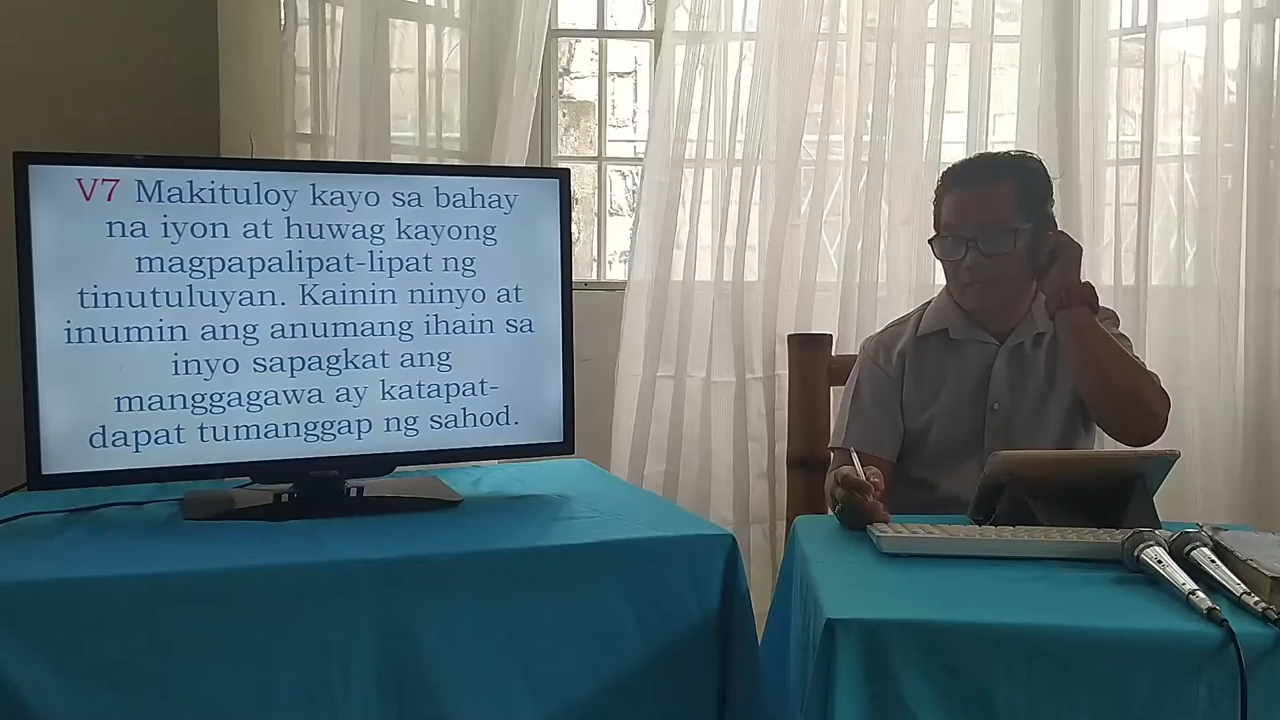 V7 Makituloy kayo sa bahay
na iyon at huwag kayong
magpapalipat-lipat ng
tinutuluyan. Kainin ninyo at
inumin ang anumang ihain sa
inyo sapagkat ang
manggagawa ay katapat-
dapat tumanggap ng sahod.